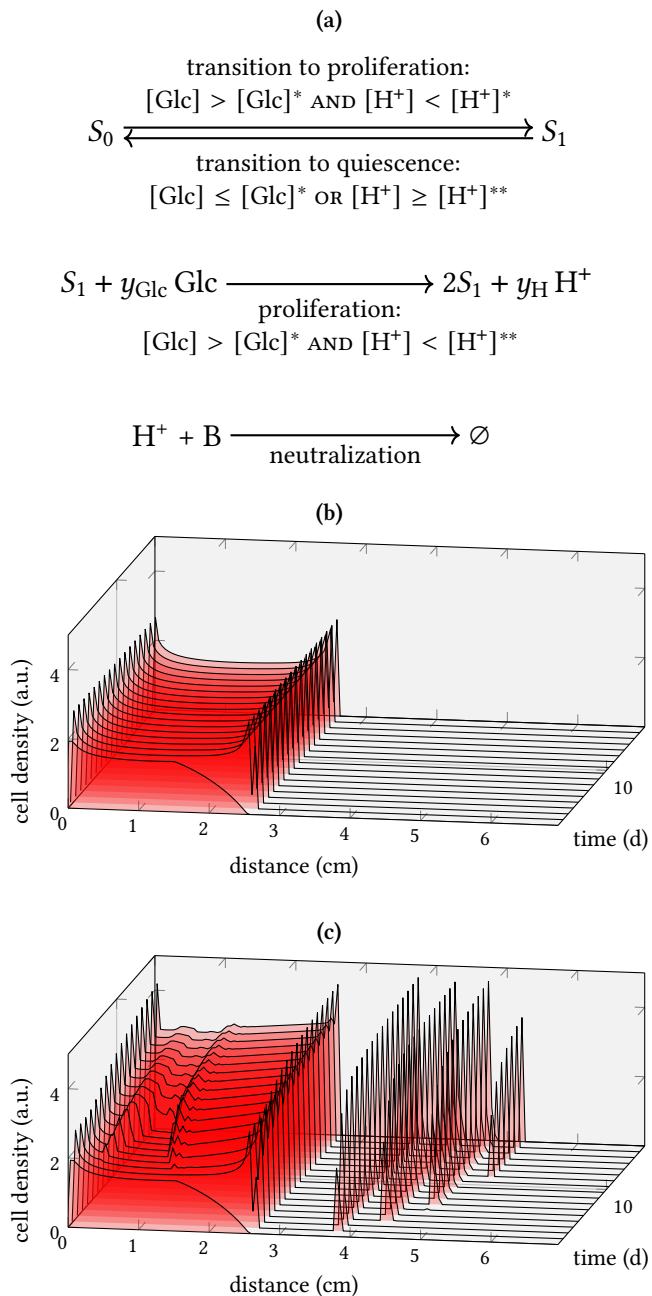 (a)
transition to proliferation:
[Glc] > [Glc]* AND [H⁺] < [H⁺]*
S₀ S₁
transition to quiescence:
[Glc] ≤ [Glc]* OR [H⁺] ≥ [H⁺]**
S₁ + y_Glc Glc ⟶ 2S₁ + y_H H⁺
proliferation:
[Glc] > [Glc]* AND [H⁺] < [H⁺]**
H⁺ + B ⟶ ∅
neutralization
(b)
cell density (a.u.)
4
2
0
0 1 2 3 4 5 6
10
time (d)
distance (cm)
(c)
cell density (a.u.)
4
2
0
0 1 2 3 4 5 6
10
time (d)
distance (cm)